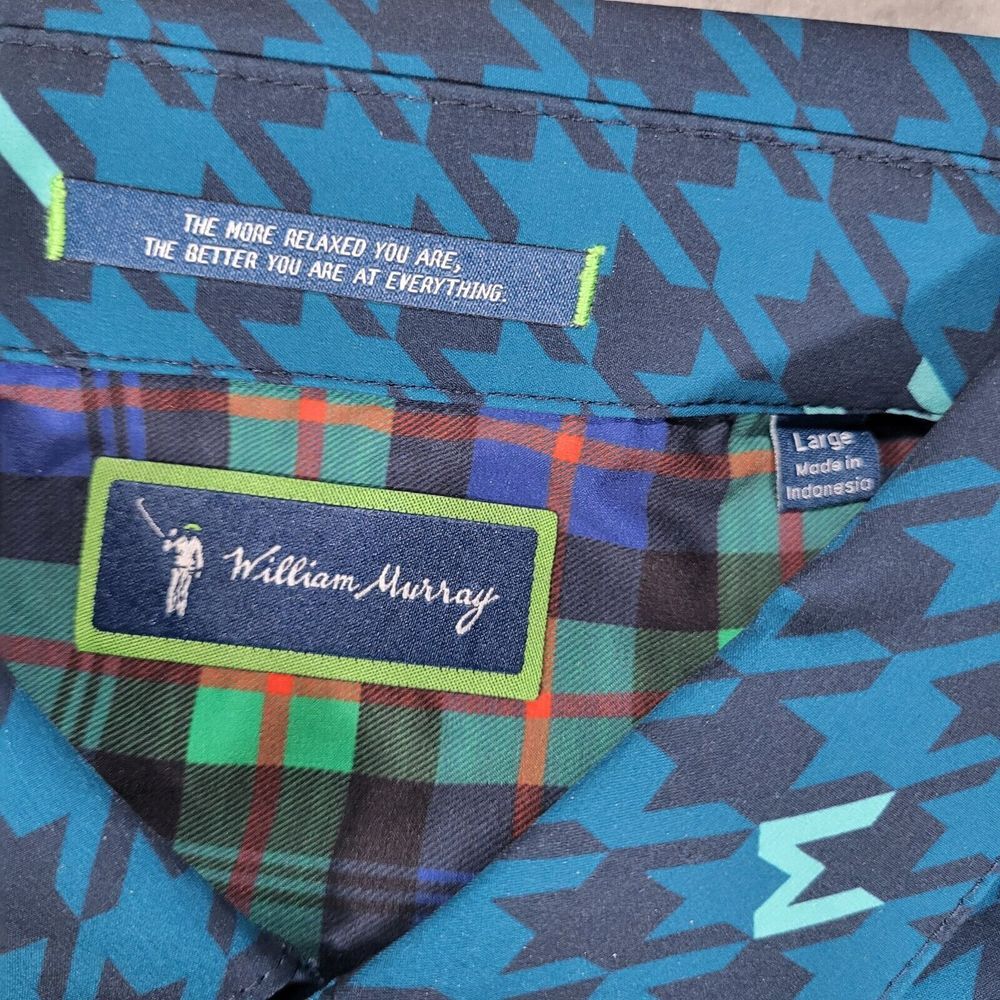 THE MORE RELAXED YOU ARE,
THE BETTER YOU ARE AT EVERYTHING.
Large
Made in
Indonesia
William Murray